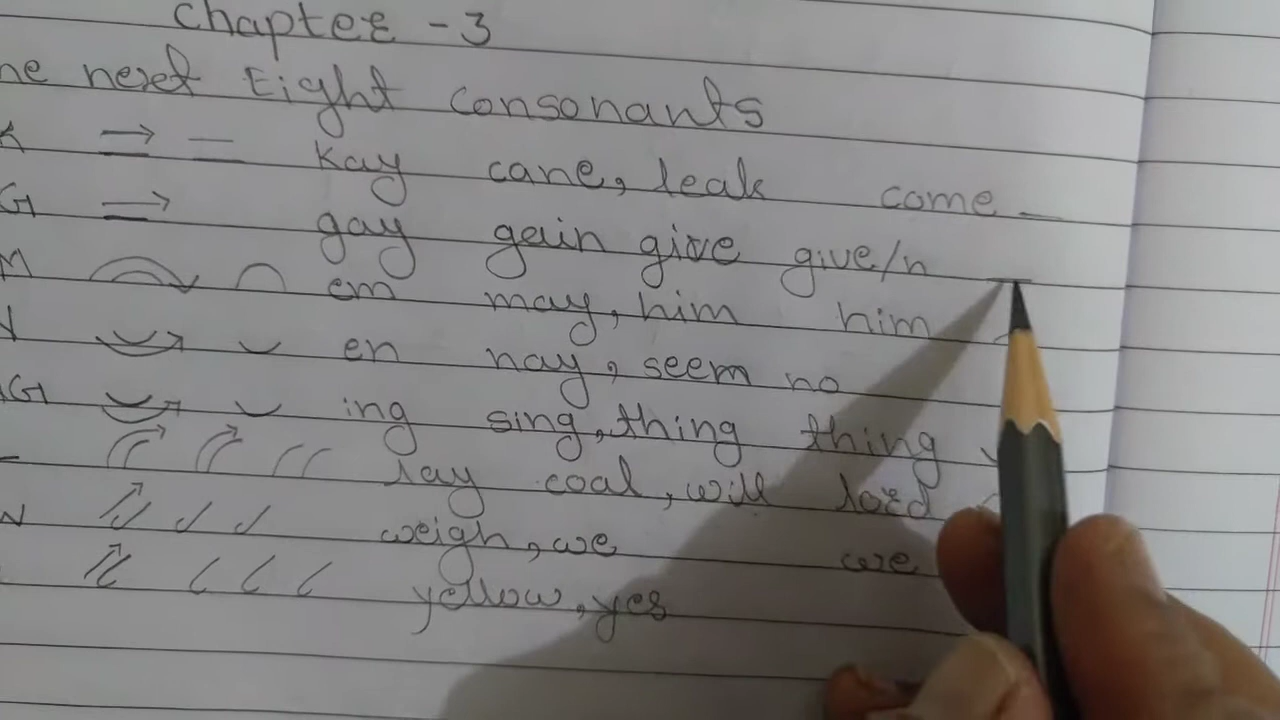 Chapter - 3
ne next Eight consonants
K kay cane, leak come
G gay gain give give/n
M em may, him him
N en nay, seem no
NG ing sing, thing thing
lay coal, will lord
W weigh, we we
yellow, yes